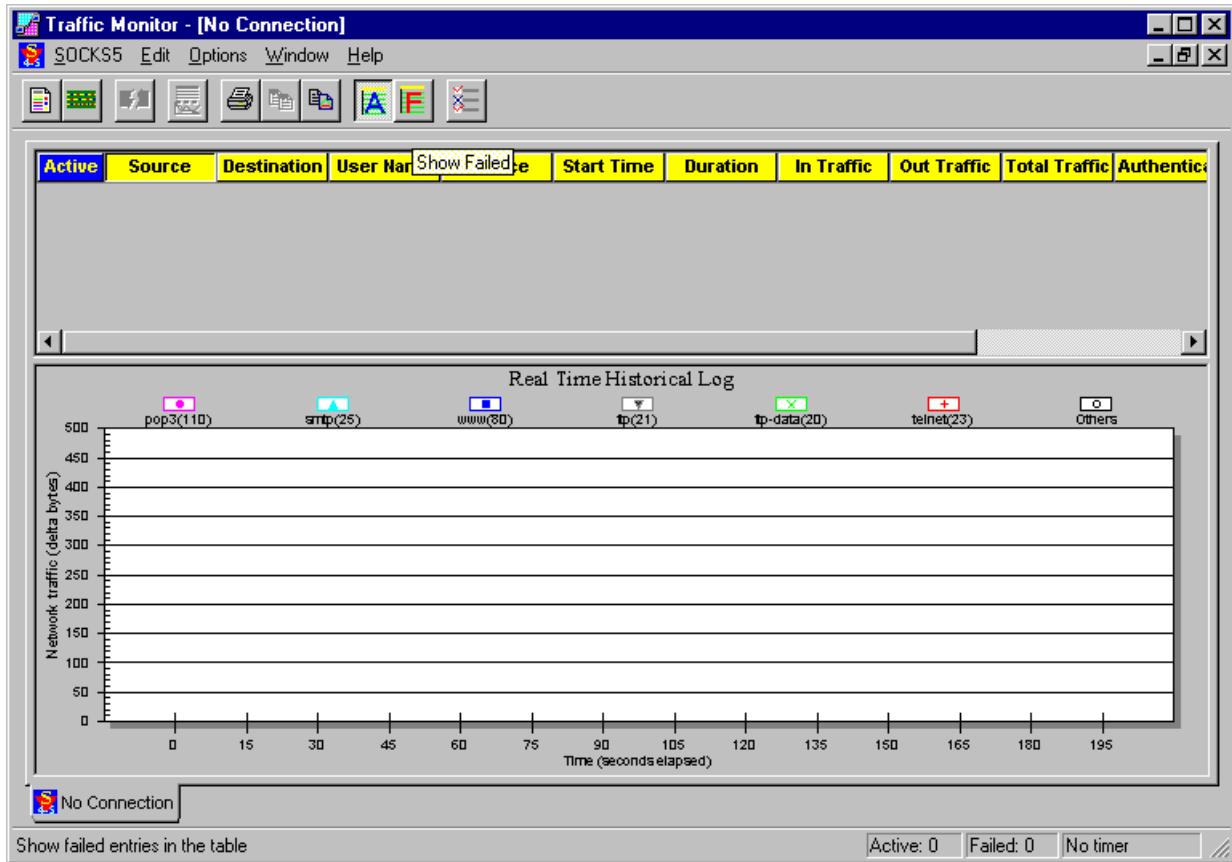 Traffic Monitor - [No Connection]
SOCKS5 Edit Options Window Help
A F
Active Source Destination User Nar Show Failed ce Start Time Duration In Traffic Out Traffic Total Traffic Authentica
Real Time Historical Log
pop3(110) smtp(25) www(80) ftp(21) ftp-data(20) telnet(23) Others
Network traffic (delta bytes)
500
450
400
350
300
250
200
150
100
50
0
0 15 30 45 60 75 90 105 120 135 150 165 180 195
Time (seconds elapsed)
No Connection
Show failed entries in the table Active: 0 Failed: 0 No timer